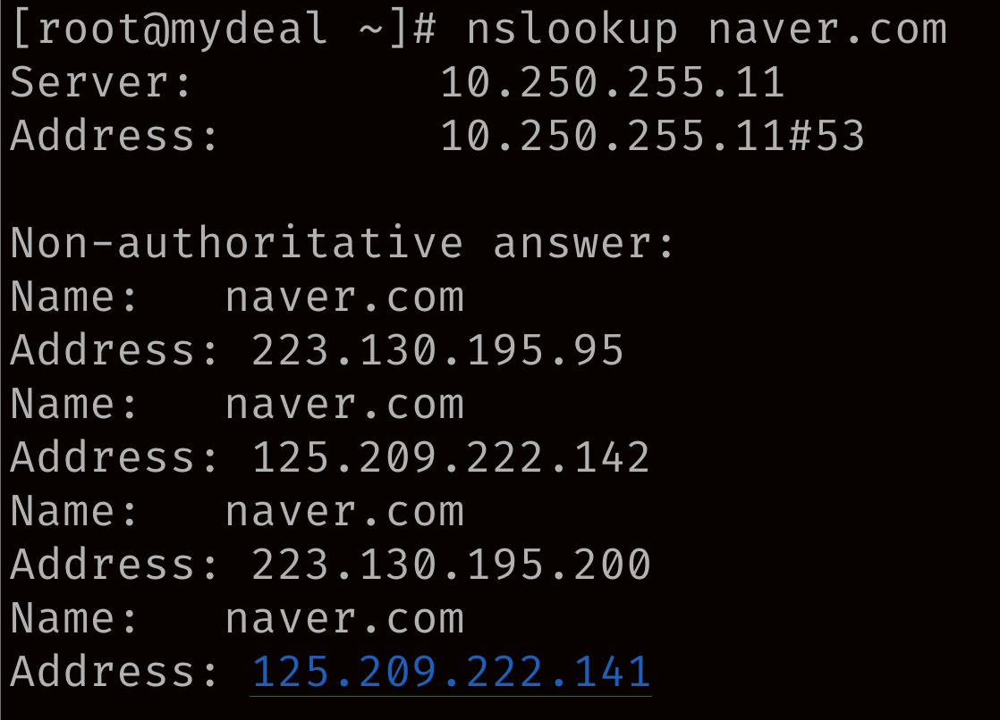 [root@mydeal ~]# nslookup naver.com
Server:         10.250.255.11
Address:        10.250.255.11#53
Non-authoritative answer:
Name:   naver.com
Address: 223.130.195.95
Name:   naver.com
Address: 125.209.222.142
Name:   naver.com
Address: 223.130.195.200
Name:   naver.com
Address: 125.209.222.141